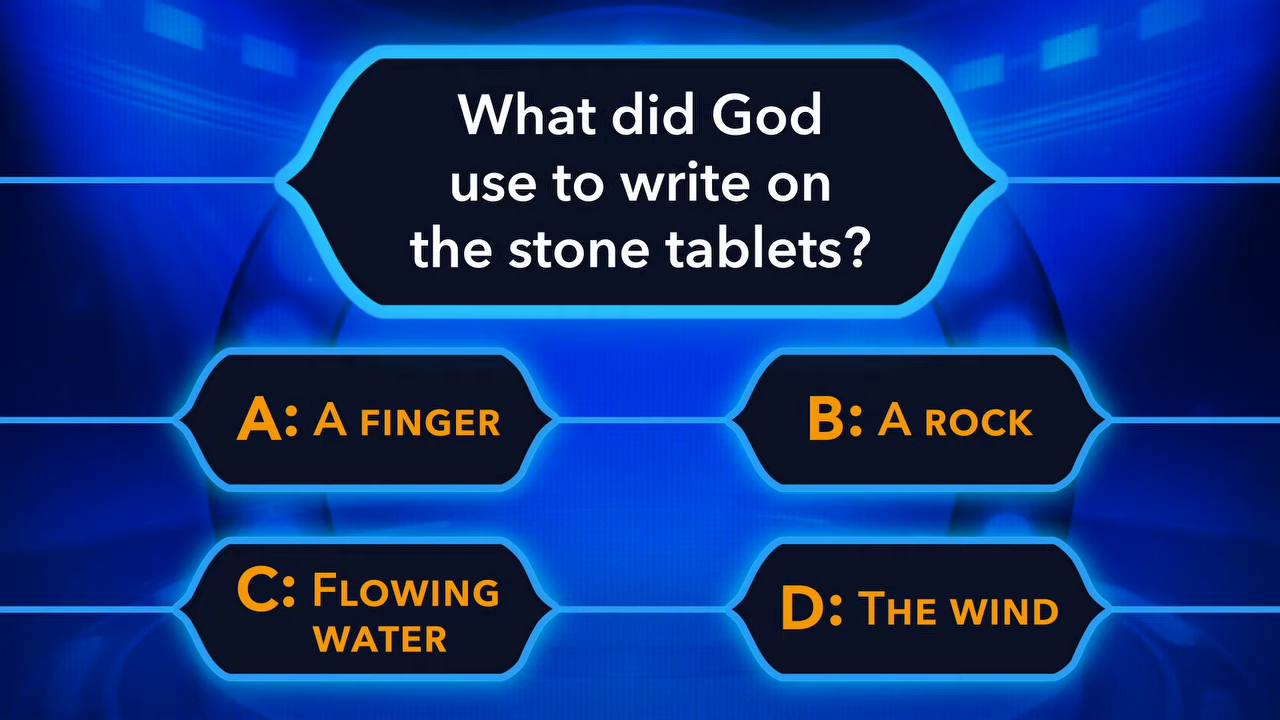 What did God
use to write on
the stone tablets?
A: A FINGER
B: A ROCK
C: FLOWING
WATER
D: THE WIND